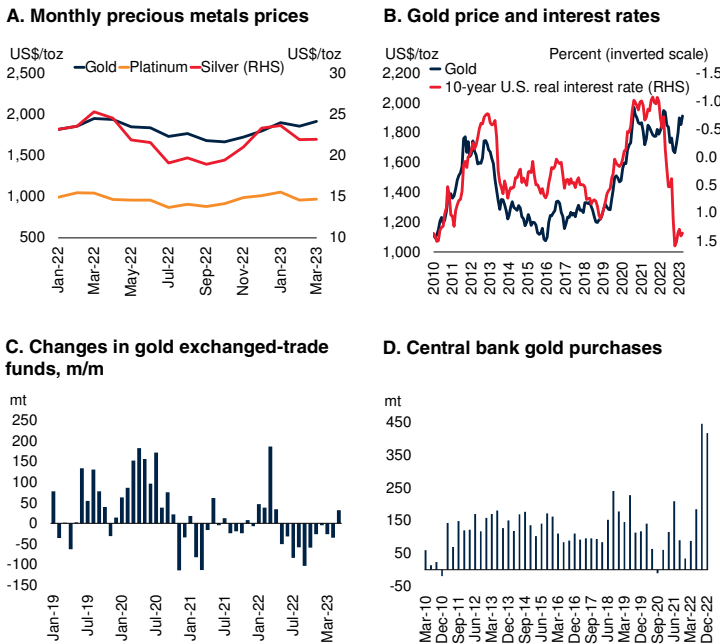 A. Monthly precious metals prices
US$/toz US$/toz
Gold Platinum Silver (RHS)
2,500 30
2,000 25
1,500 20
1,000 15
500 10
Jan-22 Mar-22 May-22 Jul-22 Sep-22 Nov-22 Jan-23 Mar-23
B. Gold price and interest rates
US$/toz Percent (inverted scale)
Gold
10-year U.S. real interest rate (RHS)
2,200 -1.5
2,000 -1.0
1,800 -0.5
1,600 0.0
1,400 0.5
1,200 1.0
1,000 1.5
2010 2011 2012 2013 2014 2015 2016 2017 2018 2019 2020 2021 2022 2023
C. Changes in gold exchanged-trade
funds, m/m
mt
250
200
150
100
50
0
-50
-100
-150
Jan-19 Jul-19 Jan-20 Jul-20 Jan-21 Jul-21 Jan-22 Jul-22 Mar-23
D. Central bank gold purchases
mt
450
350
250
150
50
-50
Mar-10 Dec-10 Sep-11 Jun-12 Mar-13 Dec-13 Sep-14 Jun-15 Mar-16 Dec-16 Sep-17 Jun-18 Mar-19 Dec-19 Sep-20 Jun-21 Mar-22 Dec-22